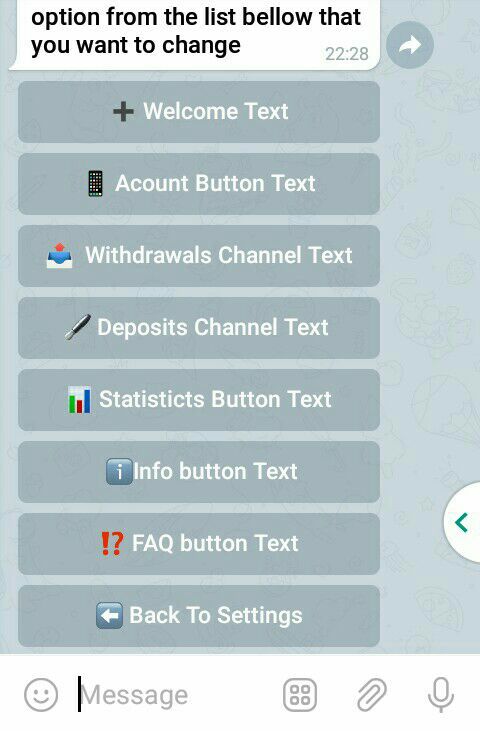 option from the list bellow that
you want to change
22:28
➕ Welcome Text
📱 Acount Button Text
📤 Withdrawals Channel Text
🖋️ Deposits Channel Text
📊 Statisticts Button Text
ℹ️Info button Text
⁉️ FAQ button Text
⬅️ Back To Settings
Message